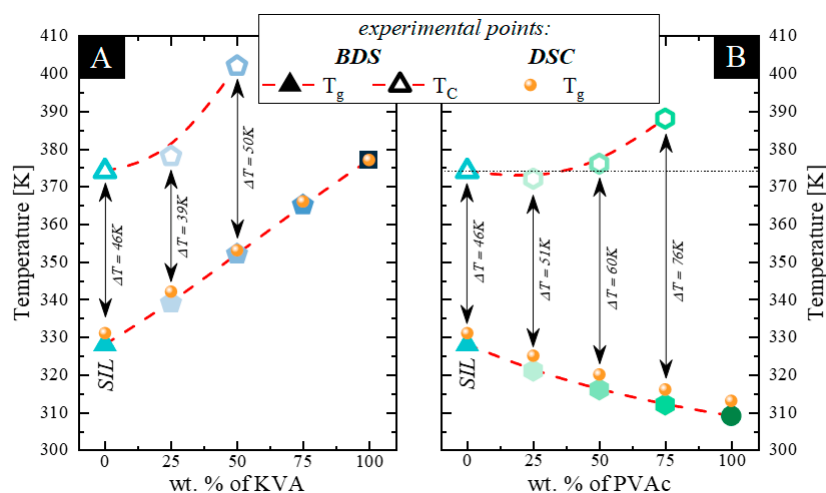 experimental points:
BDS DSC
T_g T_C T_g
A
410
400
390
380
370
360
350
340
330
320
310
300
Temperature [K]
ΔT = 46K
ΔT = 39K
ΔT = 50K
SIL
0 25 50 75 100
wt. % of KVA
B
410
400
390
380
370
360
350
340
330
320
310
300
Temperature [K]
ΔT = 46K
ΔT = 51K
ΔT = 60K
ΔT = 76K
SIL
0 25 50 75 100
wt. % of PVAc